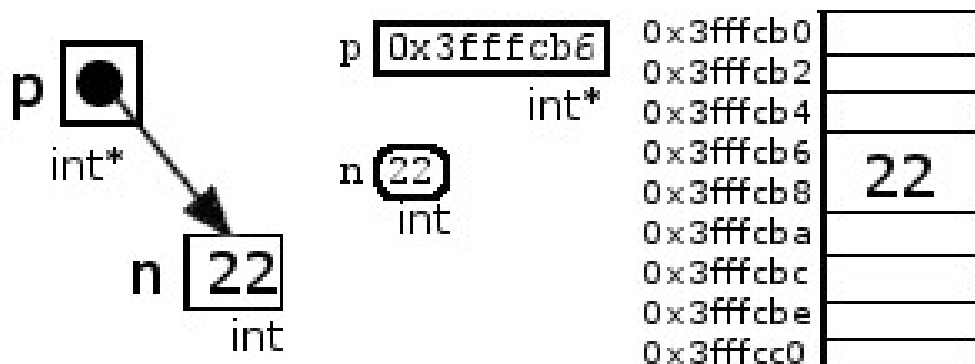 p
int*
n 22
int
p 0x3fffcb6
int*
n 22
int
0x3fffcb0
0x3fffcb2
0x3fffcb4
0x3fffcb6
22
0x3fffcb8
0x3fffcba
0x3fffcbc
0x3fffcbe
0x3fffcc0